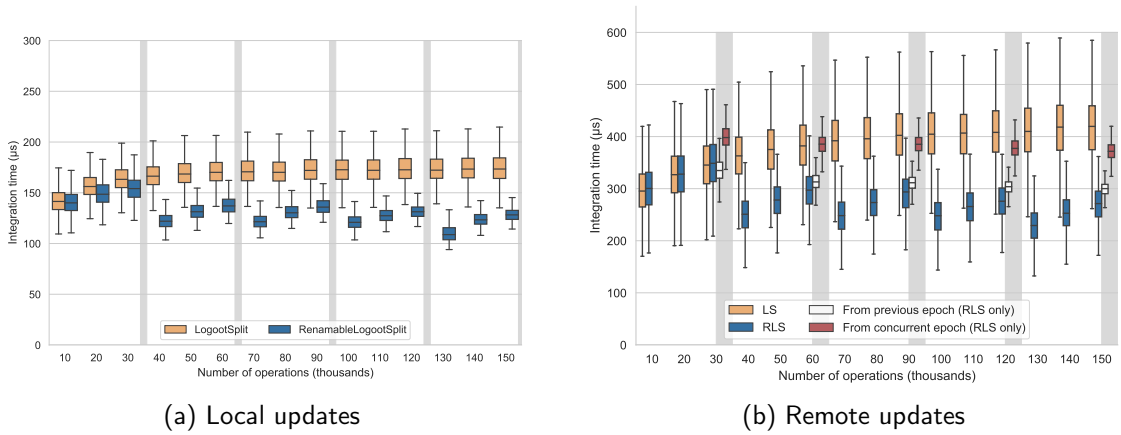 300
250
200
150
100
50
0
Integration time (µs)
LogootSplit
RenamableLogootSplit
10 20 30 40 50 60 70 80 90 100 110 120 130 140 150
Number of operations (thousands)
(a) Local updates
600
500
400
300
200
100
0
Integration time (µs)
LS
RLS
From previous epoch (RLS only)
From concurrent epoch (RLS only)
10 20 30 40 50 60 70 80 90 100 110 120 130 140 150
Number of operations (thousands)
(b) Remote updates